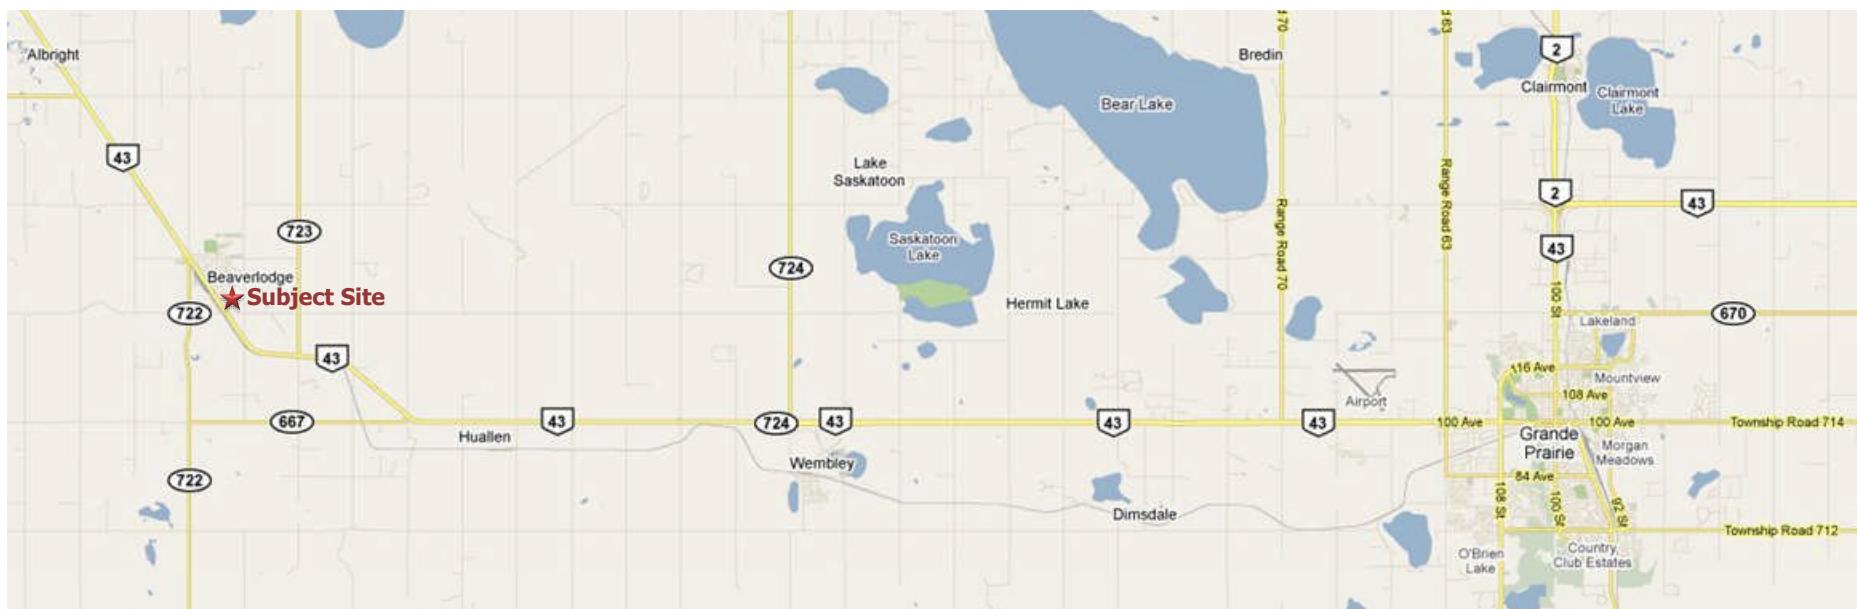 d 70
d 63
Albright
Bredin
2
Clairmont
Clairmont
Lake
Bear Lake
43
Lake
Saskatoon
Range Road 63
2
43
723
Saskatoon
Lake
Range Road 70
43
724
Beaverlodge
Subject Site
Hermit Lake
100 St
722
670
Lakeland
43
116 Ave
Mountview
108 Ave
Airport
667
43
724
43
43
43
100 Ave
100 Ave
Township Road 714
Huallen
Grande
Prairie
Morgan
Meadows
Wembley
722
84 Ave
108 St
100 St
92 St
Dimsdale
Township Road 712
O'Brien
Lake
Country
Club Estates